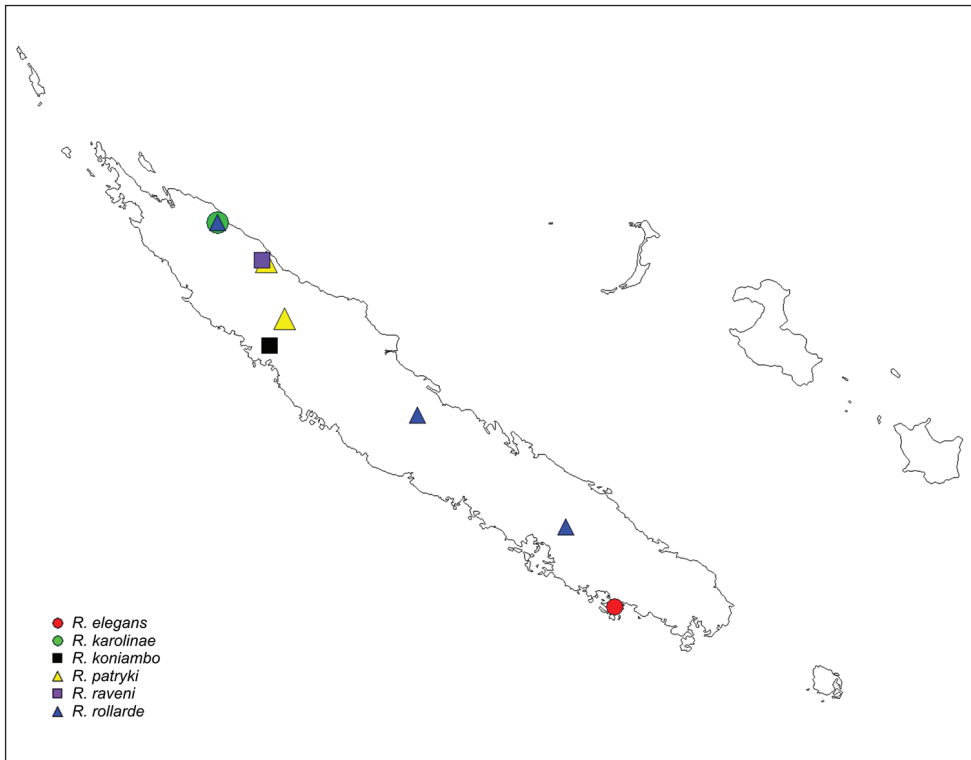 R. elegans
R. karolinae
R. koniambo
R. patryki
R. raveni
R. rollarde